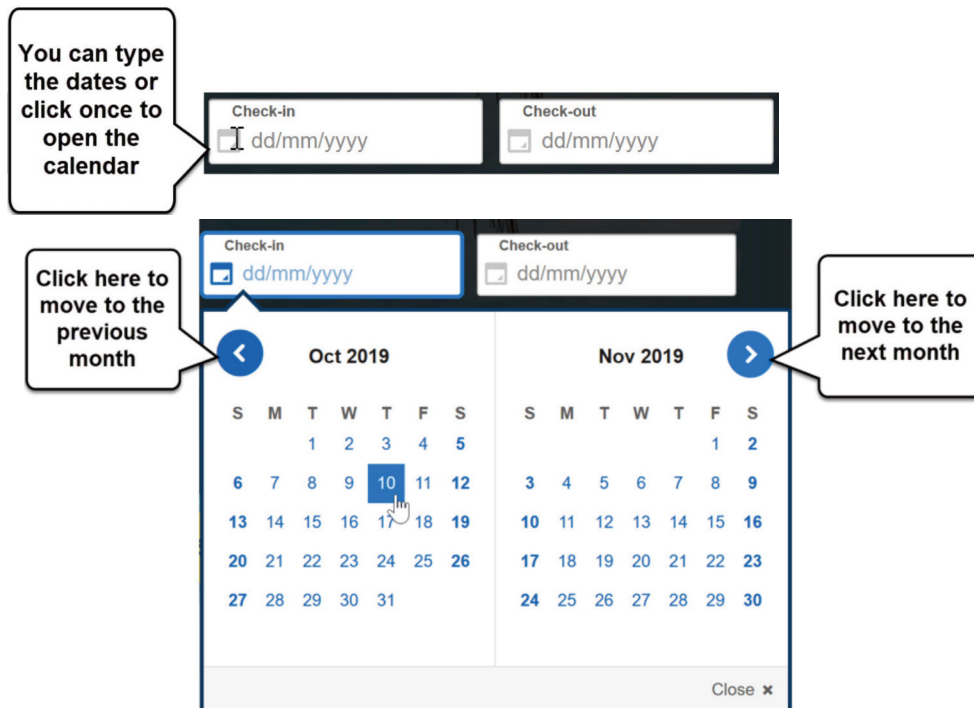 You can type
the dates or
click once to
open the
calendar
Check-in
dd/mm/yyyy
Check-out
dd/mm/yyyy
Check-in
dd/mm/yyyy
Check-out
dd/mm/yyyy
Click here to
move to the
previous
month
Click here to
move to the
next month
Oct 2019
S M T W T F S
1 2 3 4 5
6 7 8 9 10 11 12
13 14 15 16 17 18 19
20 21 22 23 24 25 26
27 28 29 30 31
Nov 2019
S M T W T F S
1 2
3 4 5 6 7 8 9
10 11 12 13 14 15 16
17 18 19 20 21 22 23
24 25 26 27 28 29 30
Close ×